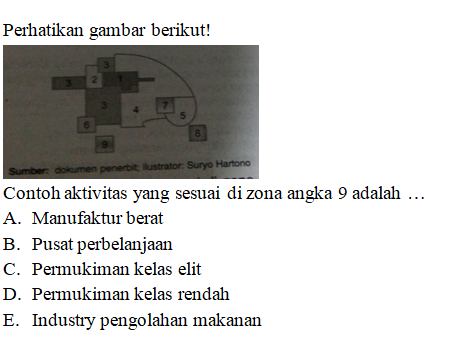 Perhatikan gambar berikut!
3
3 2 1
3 4 7 5
6 8
9
Sumber: dokumen penerbit; ilustrator: Suryo Hartono
Contoh aktivitas yang sesuai di zona angka 9 adalah …
A. Manufaktur berat
B. Pusat perbelanjaan
C. Permukiman kelas elit
D. Permukiman kelas rendah
E. Industry pengolahan makanan